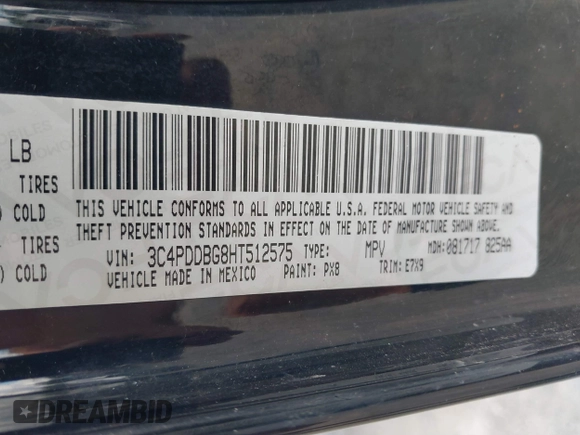 LB
TIRES
) COLD
TIRES
) COLD
THIS VEHICLE CONFORMS TO ALL APPLICABLE U.S.A. FEDERAL MOTOR VEHICLE SAFETY AND
THEFT PREVENTION STANDARDS IN EFFECT ON THE DATE OF MANUFACTURE SHOWN ABOVE.
VIN: 3C4PDDBG8HT512575 TYPE: MPV MDH: 081717 825AA
VEHICLE MADE IN MEXICO PAINT: PX8 TRIM: E7X9
DREAMBID